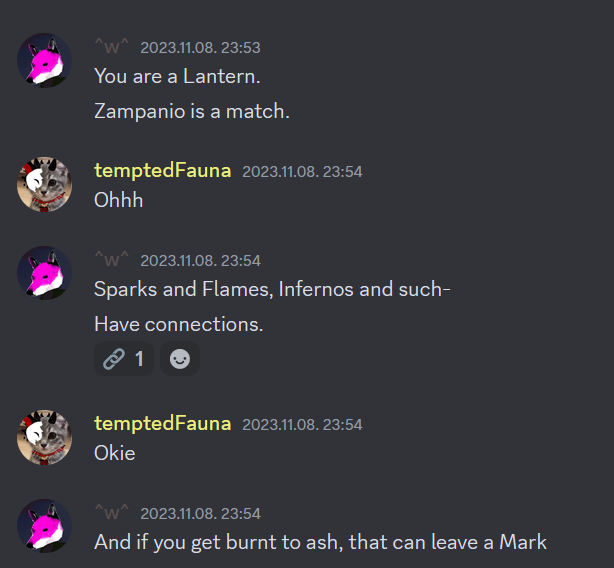 ^w^ 2023.11.08. 23:53
You are a Lantern.
Zampanio is a match.
temptedFauna 2023.11.08. 23:54
Ohhh
^w^ 2023.11.08. 23:54
Sparks and Flames, Infernos and such-
Have connections.
1
temptedFauna 2023.11.08. 23:54
Okie
^w^ 2023.11.08. 23:54
And if you get burnt to ash, that can leave a Mark